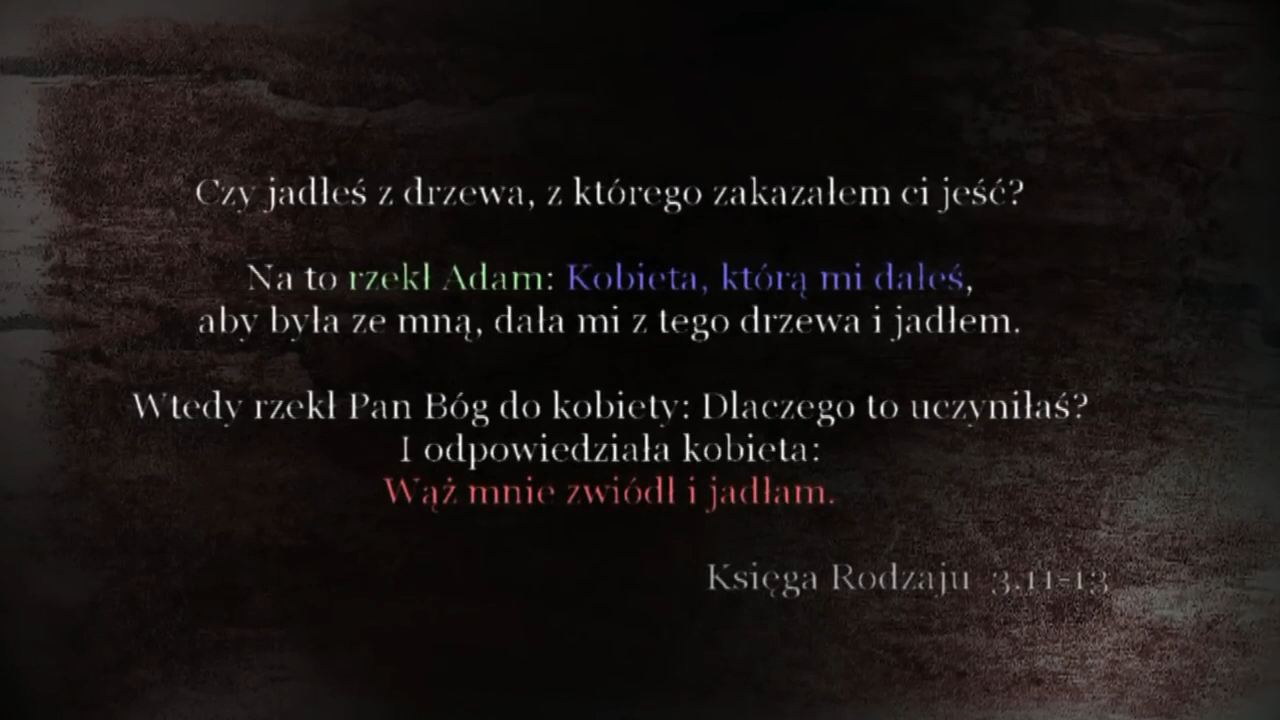 Czy jadłeś z drzewa, z którego zakazałem ci jeść?
Na to rzekł Adam: Kobieta, którą mi dałeś,
aby była ze mną, dała mi z tego drzewa i jadłem.
Wtedy rzekł Pan Bóg do kobiety: Dlaczego to uczyniłaś?
I odpowiedziała kobieta:
Wąż mnie zwiódł i jadłam.
Księga Rodzaju 3.11-13